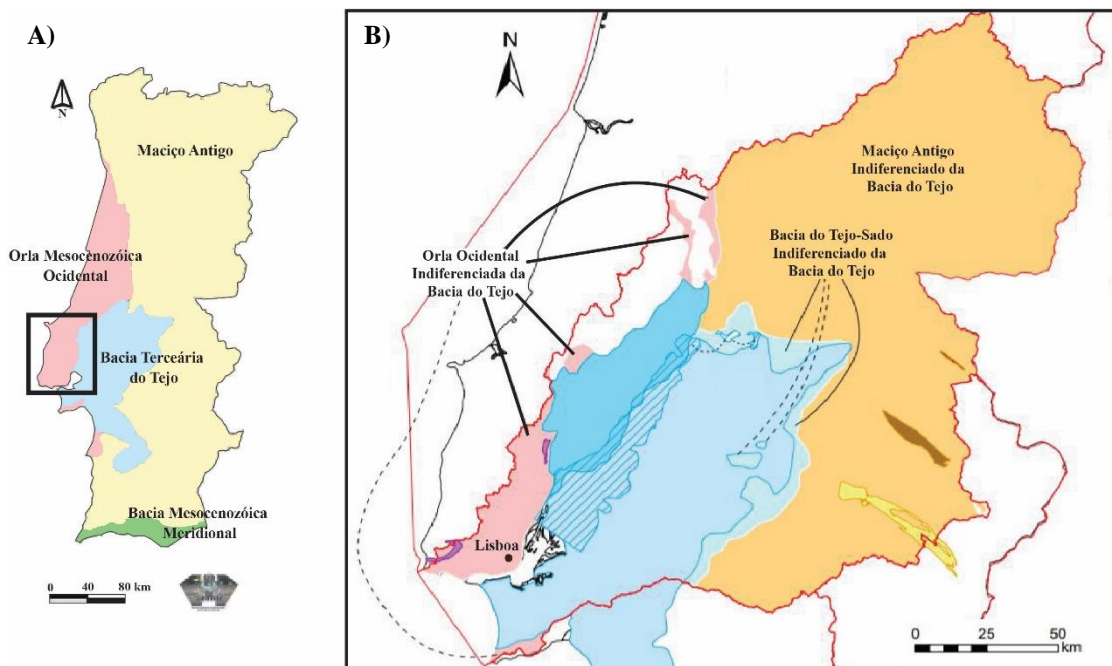 A)
N
Maciço Antigo
Orla Mesocenozóica
Ocidental
Bacia Terceária
do Tejo
Bacia Mesocenozóica
Meridional
0 40 80 km
B)
N
Maciço Antigo
Indiferenciado da
Bacia do Tejo
Orla Ocidental
Indiferenciada da
Bacia do Tejo
Bacia do Tejo-Sado
Indiferenciado da
Bacia do Tejo
Lisboa
0 25 50
km